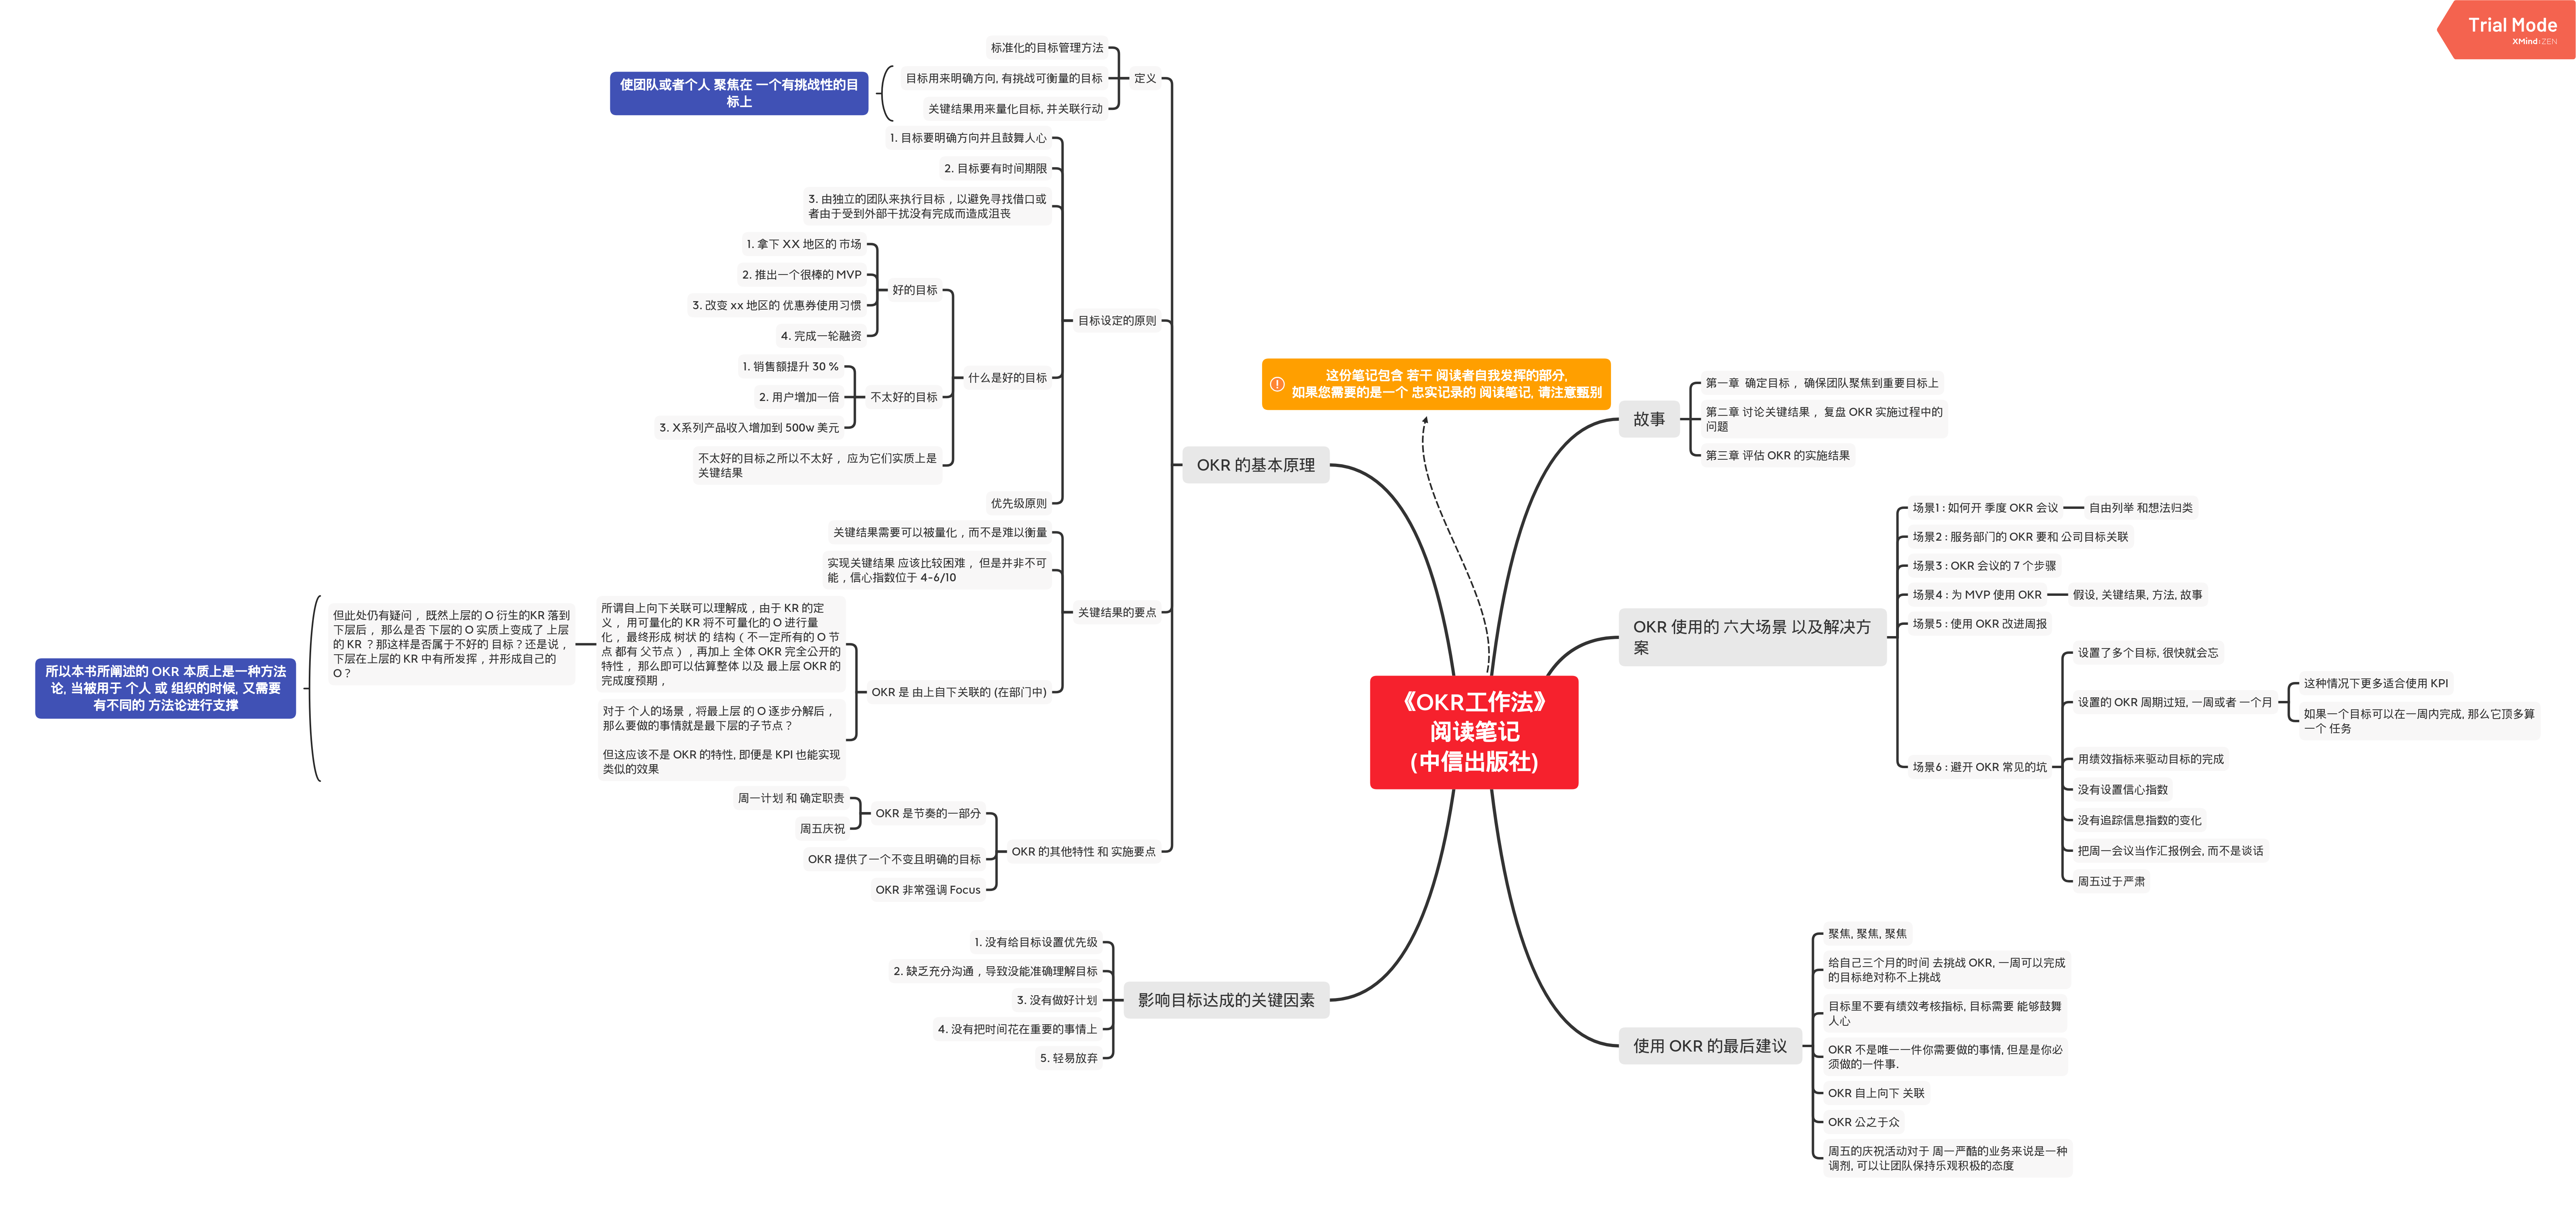 Trial Mode
XMind:ZEN
《OKR工作法》
阅读笔记
(中信出版社)
这份笔记包含 若干 阅读者自我发挥的部分,
如果您需要的是一个 忠实记录的 阅读笔记, 请注意甄别
故事
第一章 确定目标 ，确保团队聚焦到重要目标上
第二章 讨论关键结果 ，复盘 OKR 实施过程中的
问题
第三章 评估 OKR 的实施结果
OKR 使用的 六大场景 以及解决方
案
场景1 : 如何开 季度 OKR 会议
自由列举 和想法归类
场景2 : 服务部门的 OKR 要和 公司目标关联
场景3 : OKR 会议的 7 个步骤
场景4 : 为 MVP 使用 OKR
假设, 关键结果, 方法, 故事
场景5 : 使用 OKR 改进周报
场景6 : 避开 OKR 常见的坑
设置了多个目标, 很快就会忘
设置的 OKR 周期过短, 一周或者 一个月
这种情况下更多适合使用 KPI
如果一个目标可以在一周内完成, 那么它顶多算
一个 任务
用绩效指标来驱动目标的完成
没有设置信心指数
没有追踪信息指数的变化
把周一会议当作汇报例会, 而不是谈话
周五过于严肃
使用 OKR 的最后建议
聚焦, 聚焦, 聚焦
给自己三个月的时间 去挑战 OKR, 一周可以完成
的目标绝对称不上挑战
目标里不要有绩效考核指标, 目标需要 能够鼓舞
人心
OKR 不是唯一一件你需要做的事情, 但是是你必
须做的一件事.
OKR 自上向下 关联
OKR 公之于众
周五的庆祝活动对于 周一严酷的业务来说是一种
调剂, 可以让团队保持乐观积极的态度
OKR 的基本原理
定义
标准化的目标管理方法
目标用来明确方向, 有挑战可衡量的目标
关键结果用来量化目标, 并关联行动
使团队或者个人 聚焦在 一个有挑战性的目
标上
目标设定的原则
1. 目标要明确方向并且鼓舞人心
2. 目标要有时间期限
3. 由独立的团队来执行目标，以避免寻找借口或
者由于受到外部干扰没有完成而造成沮丧
什么是好的目标
好的目标
1. 拿下 XX 地区的 市场
2. 推出一个很棒的 MVP
3. 改变 xx 地区的 优惠券使用习惯
4. 完成一轮融资
不太好的目标
1. 销售额提升 30 %
2. 用户增加一倍
3. X系列产品收入增加到 500w 美元
不太好的目标之所以不太好 ，应为它们实质上是
关键结果
优先级原则
关键结果的要点
关键结果需要可以被量化，而不是难以衡量
实现关键结果 应该比较困难 ，但是并非不可
能，信心指数位于 4-6/10
OKR 是 由上自下关联的 (在部门中)
所谓自上向下关联可以理解成，由于 KR 的定
义 ，用可量化的 KR 将不可量化的 O 进行量
化 ，最终形成 树状 的 结构（ 不一定所有的 O 节
点 都有 父节点 ）, 再加上 全体 OKR 完全公开的
特性 ，那么即可以估算整体 以及 最上层 OKR 的
完成度预期 ，
但此处仍有疑问 ，既然上层的 O 衍生的KR 落到
下层后 ，那么是否 下层的 O 实质上变成了 上层
的 KR ？那这样是否属于不好的 目标？还是说，
下层在上层的 KR 中有所发挥，并形成自己的
O？
对于 个人的场景，将最上层 的 O 逐步分解后，
那么要做的事情就是最下层的子节点？
但这应该不是 OKR 的特性, 即便是 KPI 也能实现
类似的效果
所以本书所阐述的 OKR 本质上是一种方法
论, 当被用于 个人 或 组织的时候, 又需要
有不同的 方法论进行支撑
OKR 的其他特性 和 实施要点
OKR 是节奏的一部分
周一计划 和 确定职责
周五庆祝
OKR 提供了一个不变且明确的目标
OKR 非常强调 Focus
影响目标达成的关键因素
1. 没有给目标设置优先级
2. 缺乏充分沟通，导致没能准确理解目标
3. 没有做好计划
4. 没有把时间花在重要的事情上
5. 轻易放弃